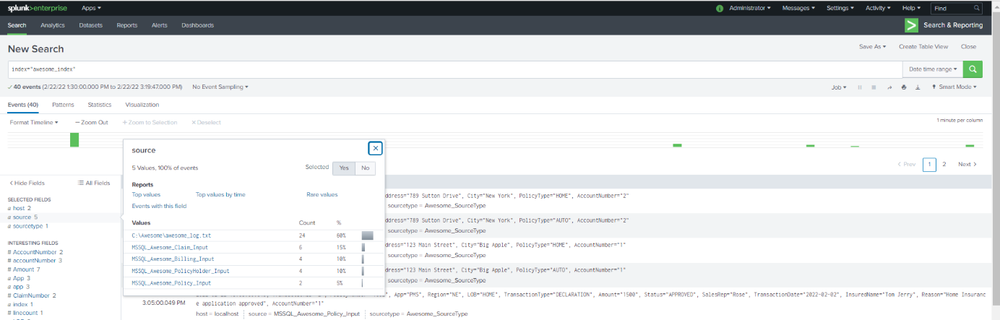 splunk>enterprise Apps Administrator Messages Settings Activity Help Find
Search Analytics Datasets Reports Alerts Dashboards Search & Reporting
New Search Save As Create Table View Close
index="awesome_index" Date time range
40 events (2/22/22 1:30:00.000 PM to 2/22/22 3:19:47.000 PM) No Event Sampling Job Smart Mode
Events (40) Patterns Statistics Visualization
Format Timeline — Zoom Out + Zoom to Selection × Deselect 1 minute per column
source
5 Values, 100% of events Selected Yes No
Reports
Top values Top values by time Rare values
Events with this field
Values Count %
C:\Awesome\awesome_log.txt 24 60%
MSSQL_Awesome_Claim_Input 6 15%
MSSQL_Awesome_Billing_Input 4 10%
MSSQL_Awesome_PolicyHolder_Input 4 10%
MSSQL_Awesome_Policy_Input 2 5%
< Prev 1 2 Next >
< Hide Fields All Fields
SELECTED FIELDS
a host 2
a source 5
a sourcetype 1
INTERESTING FIELDS
# AccountNumber 2
# accountNumber 3
# Amount 7
a App 3
a app 3
# ClaimNumber 2
a index 1
# linecount 1
ddress="789 Sutton Drive", City="New York", PolicyType="HOME", AccountNumber="2"
sourcetype = Awesome_SourceType
ddress="789 Sutton Drive", City="New York", PolicyType="AUTO", AccountNumber="2"
sourcetype = Awesome_SourceType
dress="123 Main Street", City="Big Apple", PolicyType="HOME", AccountNumber="1"
sourcetype = Awesome_SourceType
dress="123 Main Street", City="Big Apple", PolicyType="AUTO", AccountNumber="1"
sourcetype = Awesome_SourceType
3:05:00.049 PM , App="PMS", Region="NE", LOB="HOME", TransactionType="DECLARATION", Amount="1500", Status="APPROVED", SalesRep="Rose", TransactionDate="2022-02-02", InsuredName="Tom Jerry", Reason="Home Insuranc
e application approved", AccountNumber="1"
host = localhost source = MSSQL_Awesome_Policy_Input sourcetype = Awesome_SourceType